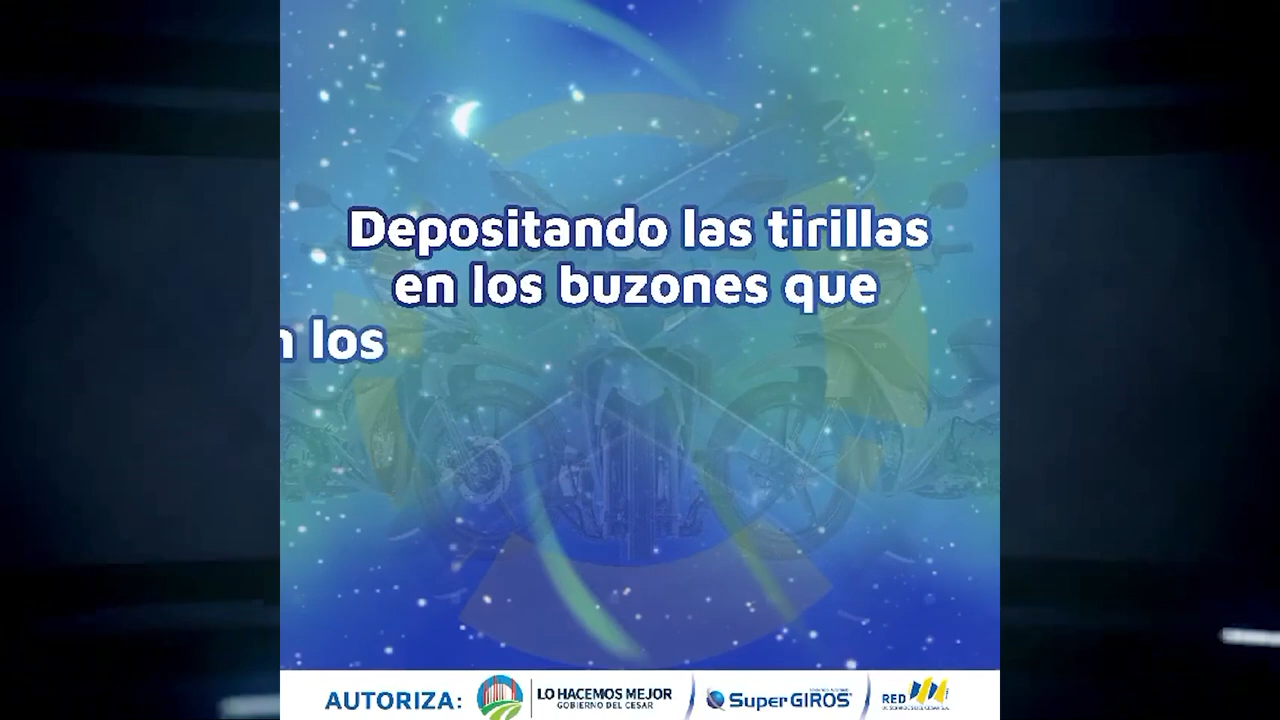 Depositando las tirillas
en los buzones que
n los
AUTORIZA:
LO HACEMOS MEJOR
GOBIERNO DEL CESAR
SuperGIROS
RED